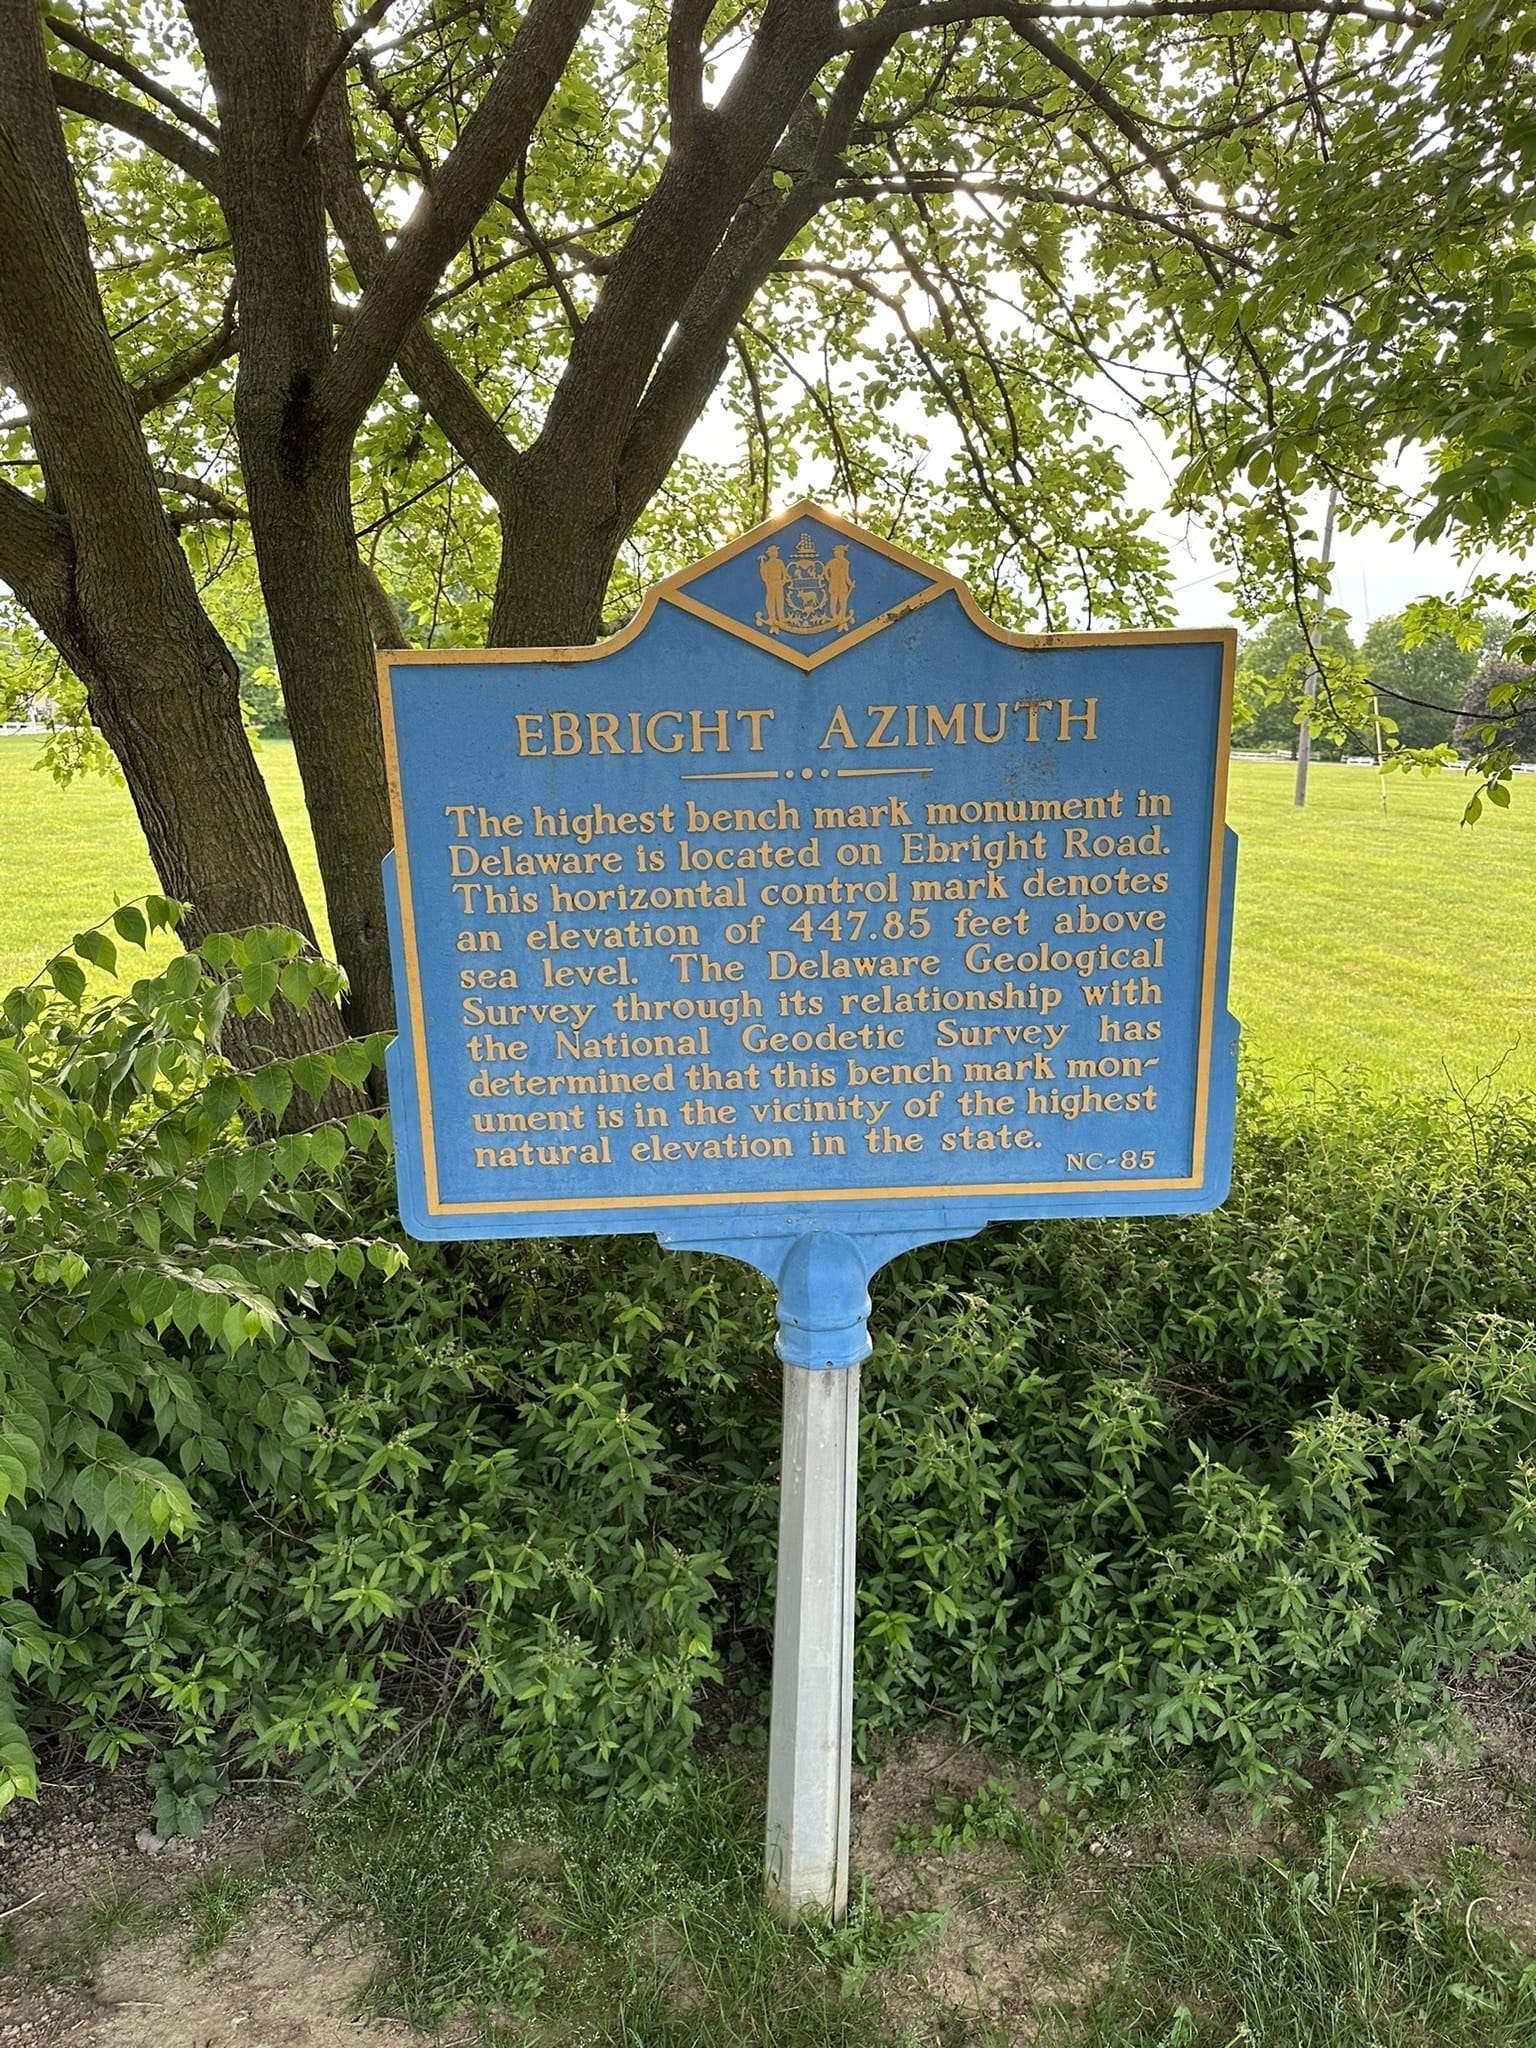 EBRIGHT AZIMUTH
The highest bench mark monument in
Delaware is located on Ebright Road.
This horizontal control mark denotes
an elevation of 447.85 feet above
sea level. The Delaware Geological
Survey through its relationship with
the National Geodetic Survey has
determined that this bench mark mon-
ument is in the vicinity of the highest
natural elevation in the state.
NC-85